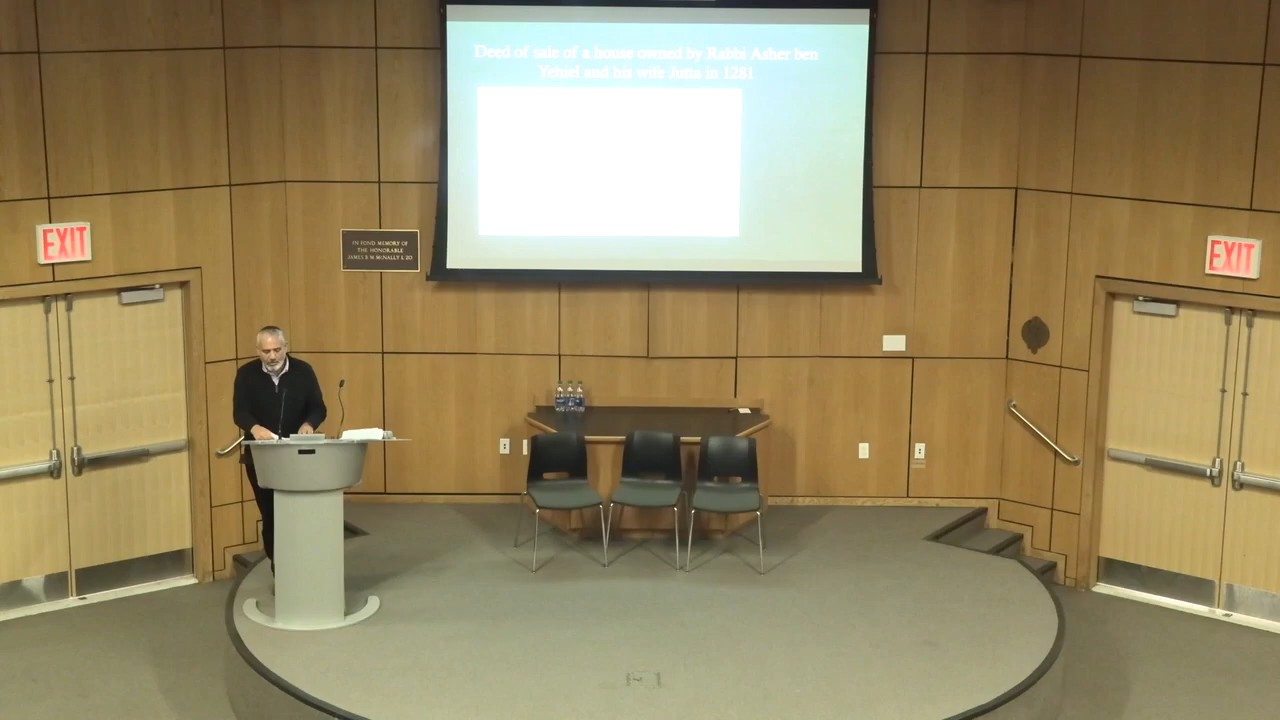 Deed of sale of a house owned by Rabbi Asher ben
Yehiel and his wife Jutta in 1281
EXIT
IN FOND MEMORY OF
THE HONORABLE
EXIT